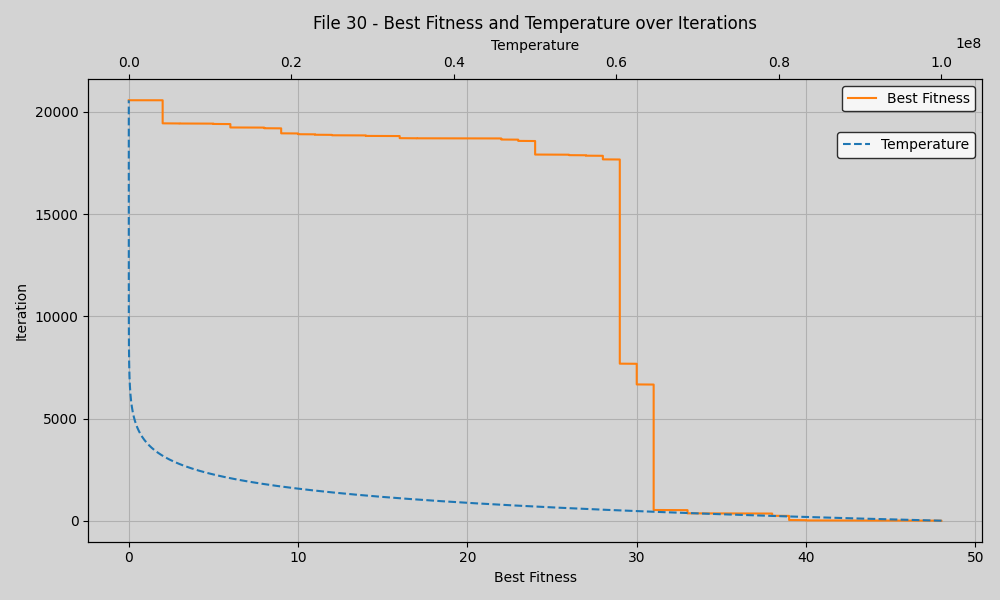 File 30 - Best Fitness and Temperature over Iterations
Temperature
1e8
0.0 0.2 0.4 0.6 0.8 1.0
Best Fitness
Temperature
Iteration
20000
15000
10000
5000
0
0 10 20 30 40 50
Best Fitness